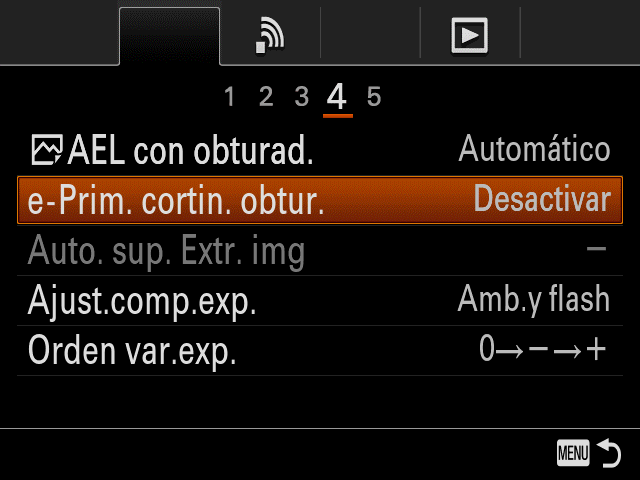 1 2 3 4 5
AEL con obturad. Automático
e-Prim. cortin. obtur. Desactivar
Auto. sup. Extr. img –
Ajust.comp.exp. Amb.y flash
Orden var.exp. 0→−→+
MENU